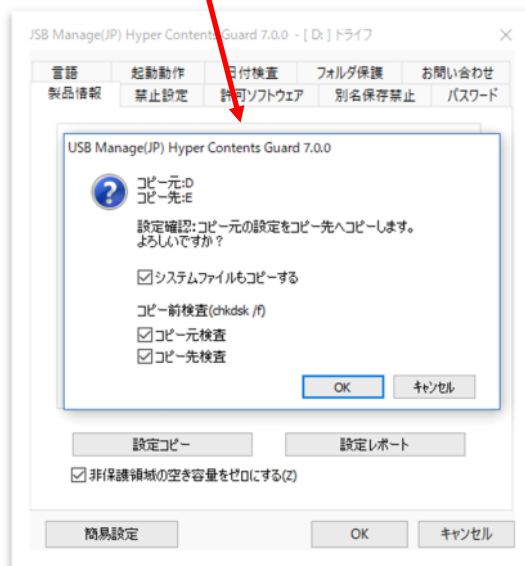 JSB Manage(JP) Hyper Contents Guard 7.0.0 - [ D: ] ドライブ
言語 起動動作 日付検査 フォルダ保護 お問い合わせ
製品情報 禁止設定 許可ソフトウェア 別名保存禁止 パスワード
USB Manage(JP) Hyper Contents Guard 7.0.0
コピー元:D
コピー先:E
設定確認:コピー元の設定をコピー先へコピーします。
よろしいですか?
システムファイルもコピーする
コピー前検査(chkdsk /f)
コピー元検査
コピー先検査
OK キャンセル
設定コピー 設定レポート
非保護領域の空き容量をゼロにする(Z)
簡易設定 OK キャンセル